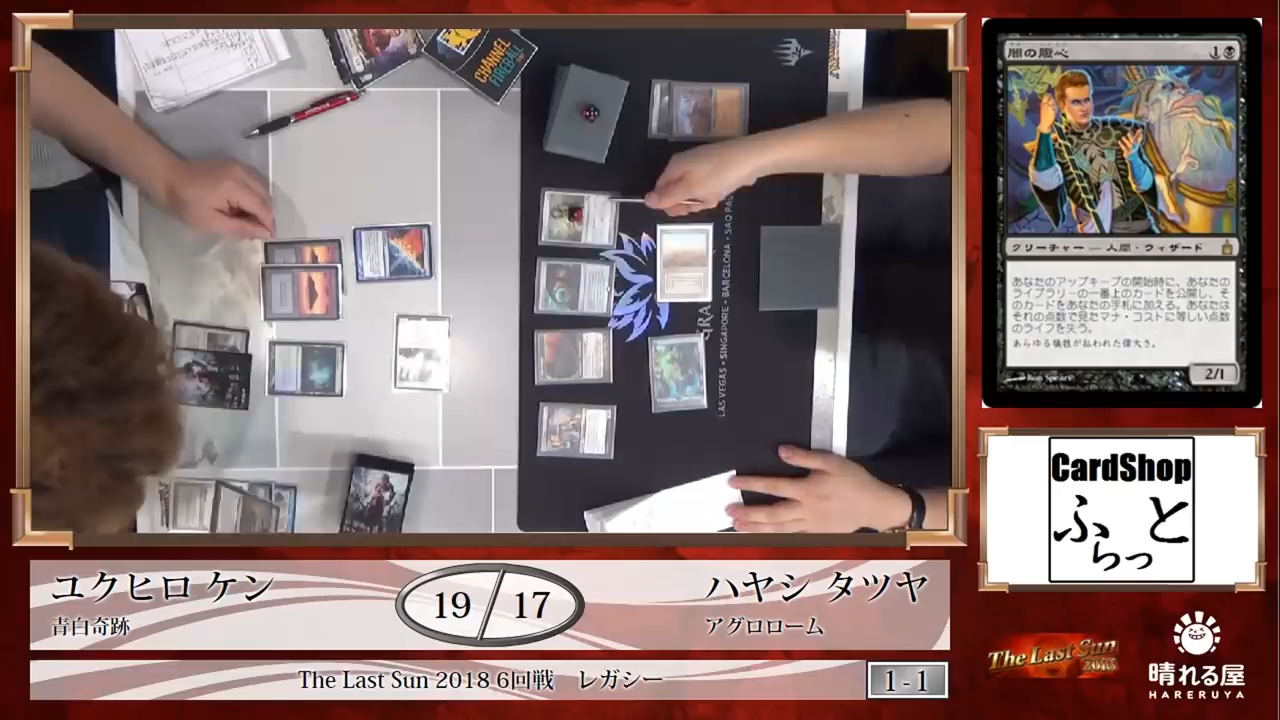 CHANNEL
FIREBALL
LAS VEGAS • SINGAPORE • BARCELONA • SAO PA
GRA
闇の腹心
1
クリーチャー — 人間・ウィザード
あなたのアップキープの開始時に、あなたの
ライブラリーの一番上のカードを公開し、そ
のカードをあなたの手札に加える。あなたは
それの点数で見たマナ・コストに等しい点数
のライフを失う。
あらゆる犠牲が払われた偉大さ。
Ron Spears
2/1
CardShop
ふらっと
ユクヒロ ケン
青白奇跡
19/17
ハヤシ タツヤ
アグロローム
The Last Sun 2018 6回戦 レガシー
1-1
The Last Sun
2018
晴れる屋
HARERUYA